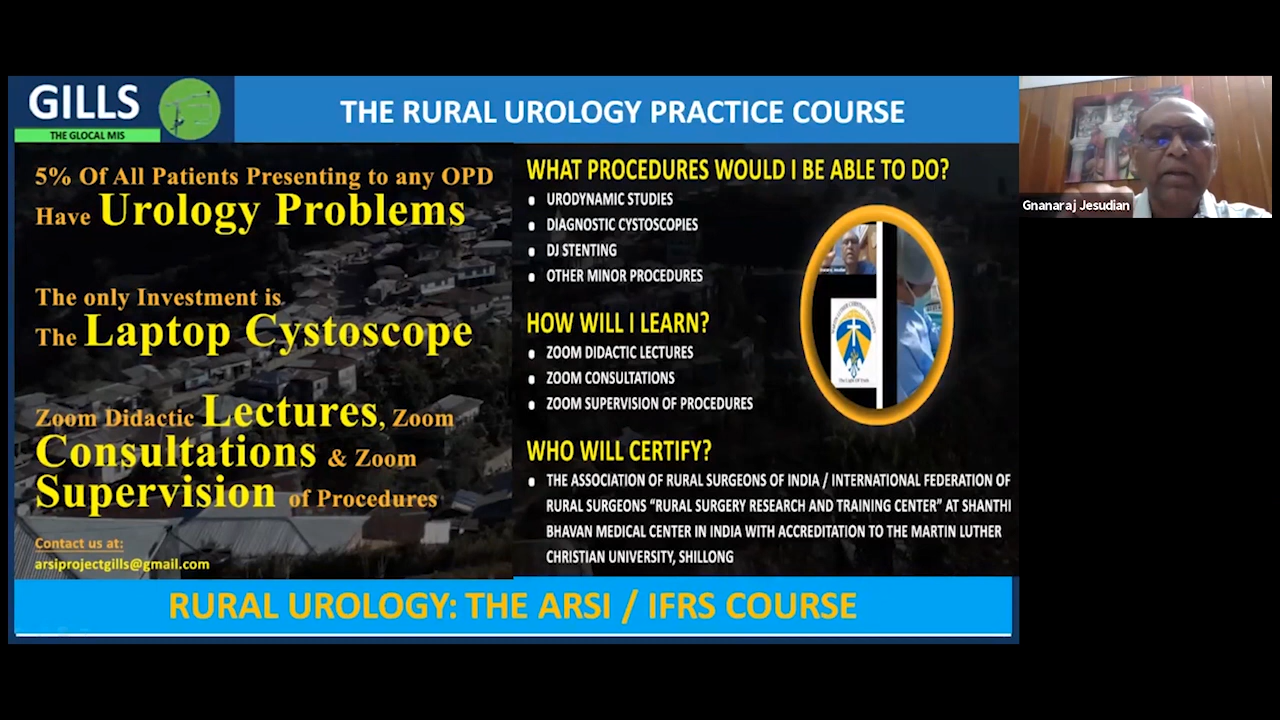 GILLS
THE GLOCAL MIS
THE RURAL UROLOGY PRACTICE COURSE
5% Of All Patients Presenting to any OPD
Have Urology Problems
The only Investment is
The Laptop Cystoscope
Zoom Didactic Lectures, Zoom
Consultations & Zoom
Supervision of Procedures
Contact us at:
arsiprojectgills@gmail.com
WHAT PROCEDURES WOULD I BE ABLE TO DO?
URODYNAMIC STUDIES
DIAGNOSTIC CYSTOSCOPIES
DJ STENTING
OTHER MINOR PROCEDURES
HOW WILL I LEARN?
ZOOM DIDACTIC LECTURES
ZOOM CONSULTATIONS
ZOOM SUPERVISION OF PROCEDURES
WHO WILL CERTIFY?
THE ASSOCIATION OF RURAL SURGEONS OF INDIA / INTERNATIONAL FEDERATION OF
RURAL SURGEONS “RURAL SURGERY RESEARCH AND TRAINING CENTER” AT SHANTHI
BHAVAN MEDICAL CENTER IN INDIA WITH ACCREDITATION TO THE MARTIN LUTHER
CHRISTIAN UNIVERSITY, SHILLONG
RURAL UROLOGY: THE ARSI / IFRS COURSE
Gnanaraj Jesudian